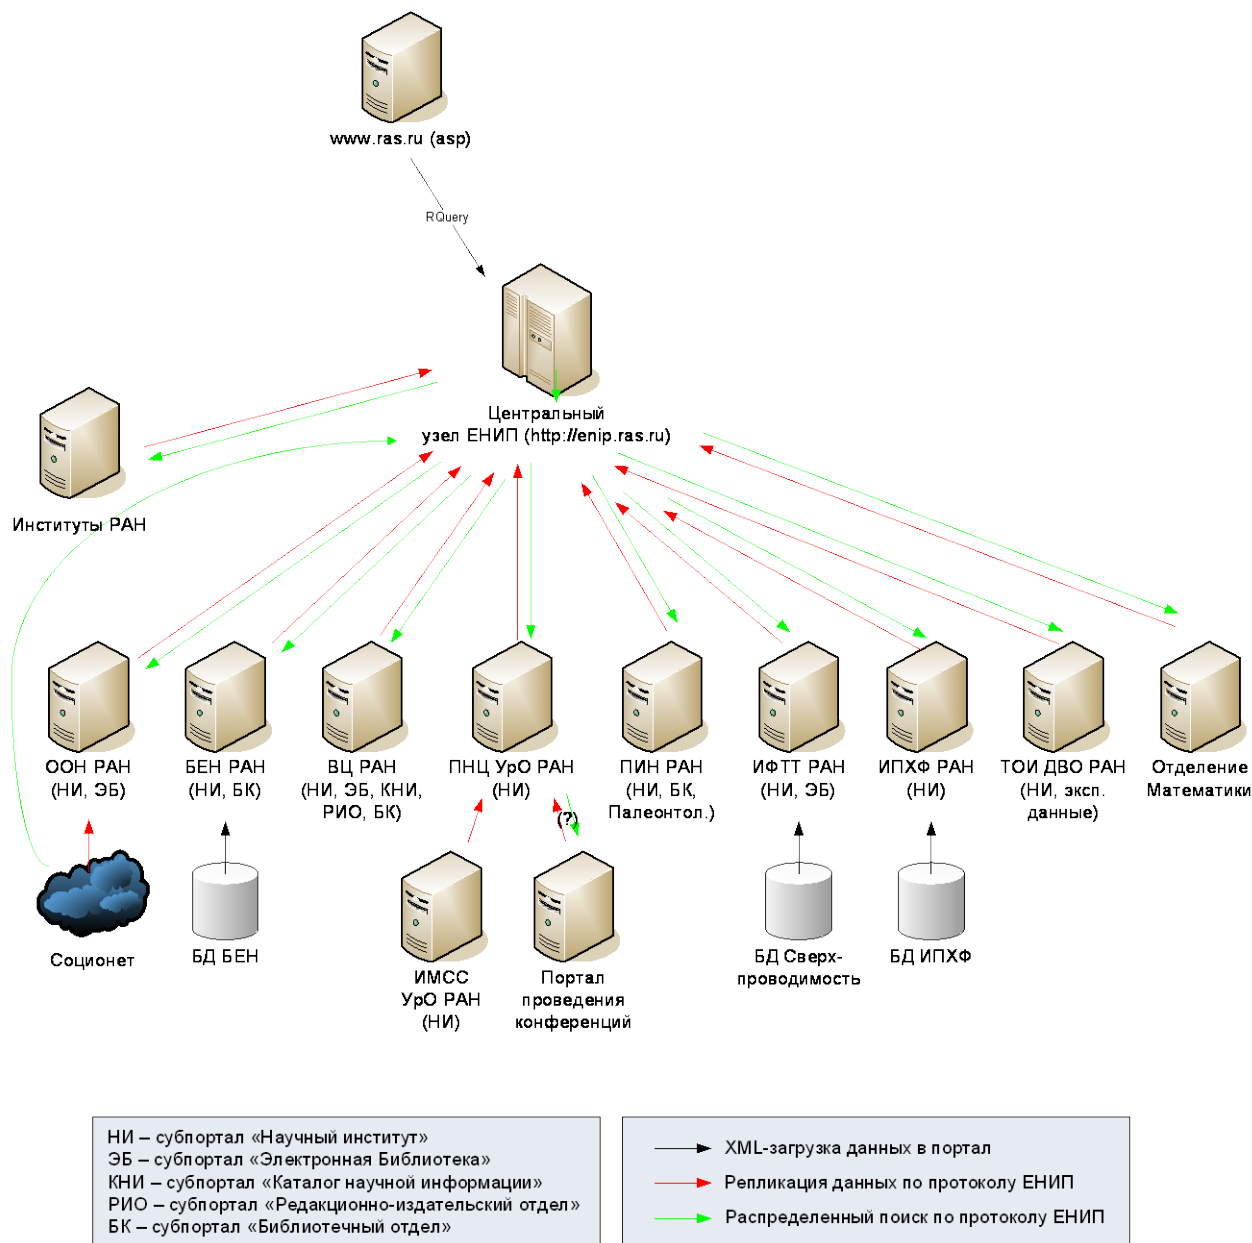 www.ras.ru (asp)
RQuery
Центральный
узел ЕНИП (http://enip.ras.ru)
Институты РАН
ООН РАН
(НИ, ЭБ)
БЕН РАН
(НИ, БК)
ВЦ РАН
(НИ, ЭБ, КНИ,
РИО, БК)
ПНЦ УрО РАН
(НИ)
ПИН РАН
(НИ, БК,
Палеонтол.)
ИФТТ РАН
(НИ, ЭБ)
ИПХФ РАН
(НИ)
ТОИ ДВО РАН
(НИ, эксп.
данные)
Отделение
Математики
(?)
Соционет
БД БЕН
ИМСС
УрО РАН
(НИ)
Портал
проведения
конференций
БД Сверх-
проводимость
БД ИПХФ
НИ – субпортал «Научный институт»
ЭБ – субпортал «Электронная Библиотека»
КНИ – субпортал «Каталог научной информации»
РИО – субпортал «Редакционно-издательский отдел»
БК – субпортал «Библиотечный отдел»
XML-загрузка данных в портал
Репликация данных по протоколу ЕНИП
Распределенный поиск по протоколу ЕНИП